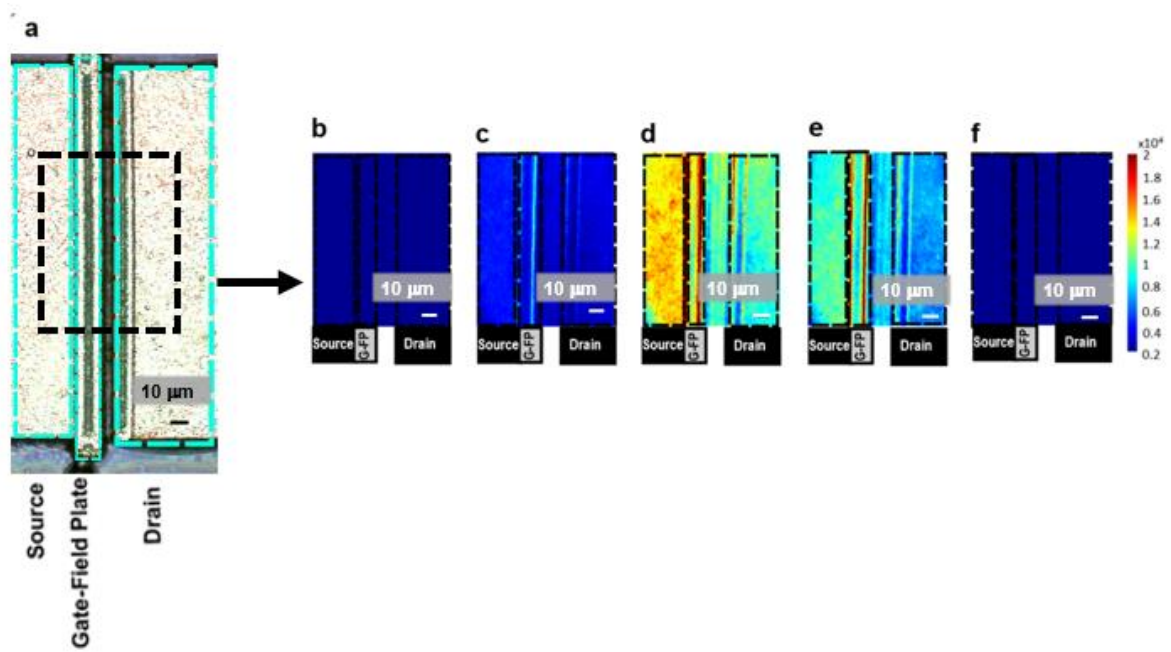 a
b
c
d
e
f
x10⁴
2
1.8
1.6
1.4
1.2
1
0.8
0.6
0.4
0.2
10 µm
10 µm
10 µm
10 µm
10 µm
10 µm
Source G-FP Drain
Source G-FP Drain
Source G-FP Drain
Source G-FP Drain
Source G-FP Drain
Source
Gate-Field Plate
Drain